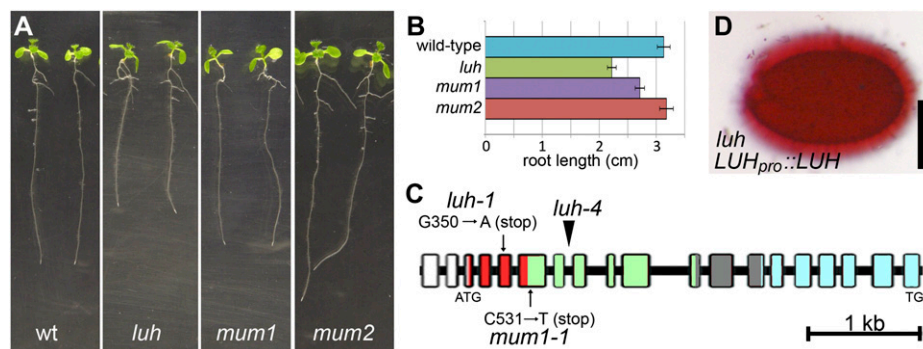 A
wt
luh
mum1
mum2
B
wild-type
luh
mum1
mum2
0 1 2 3
root length (cm)
C
luh-1
G350→A (stop)
luh-4
ATG
C531→T (stop)
mum1-1
TG
1 kb
D
luh
LUHpro::LUH